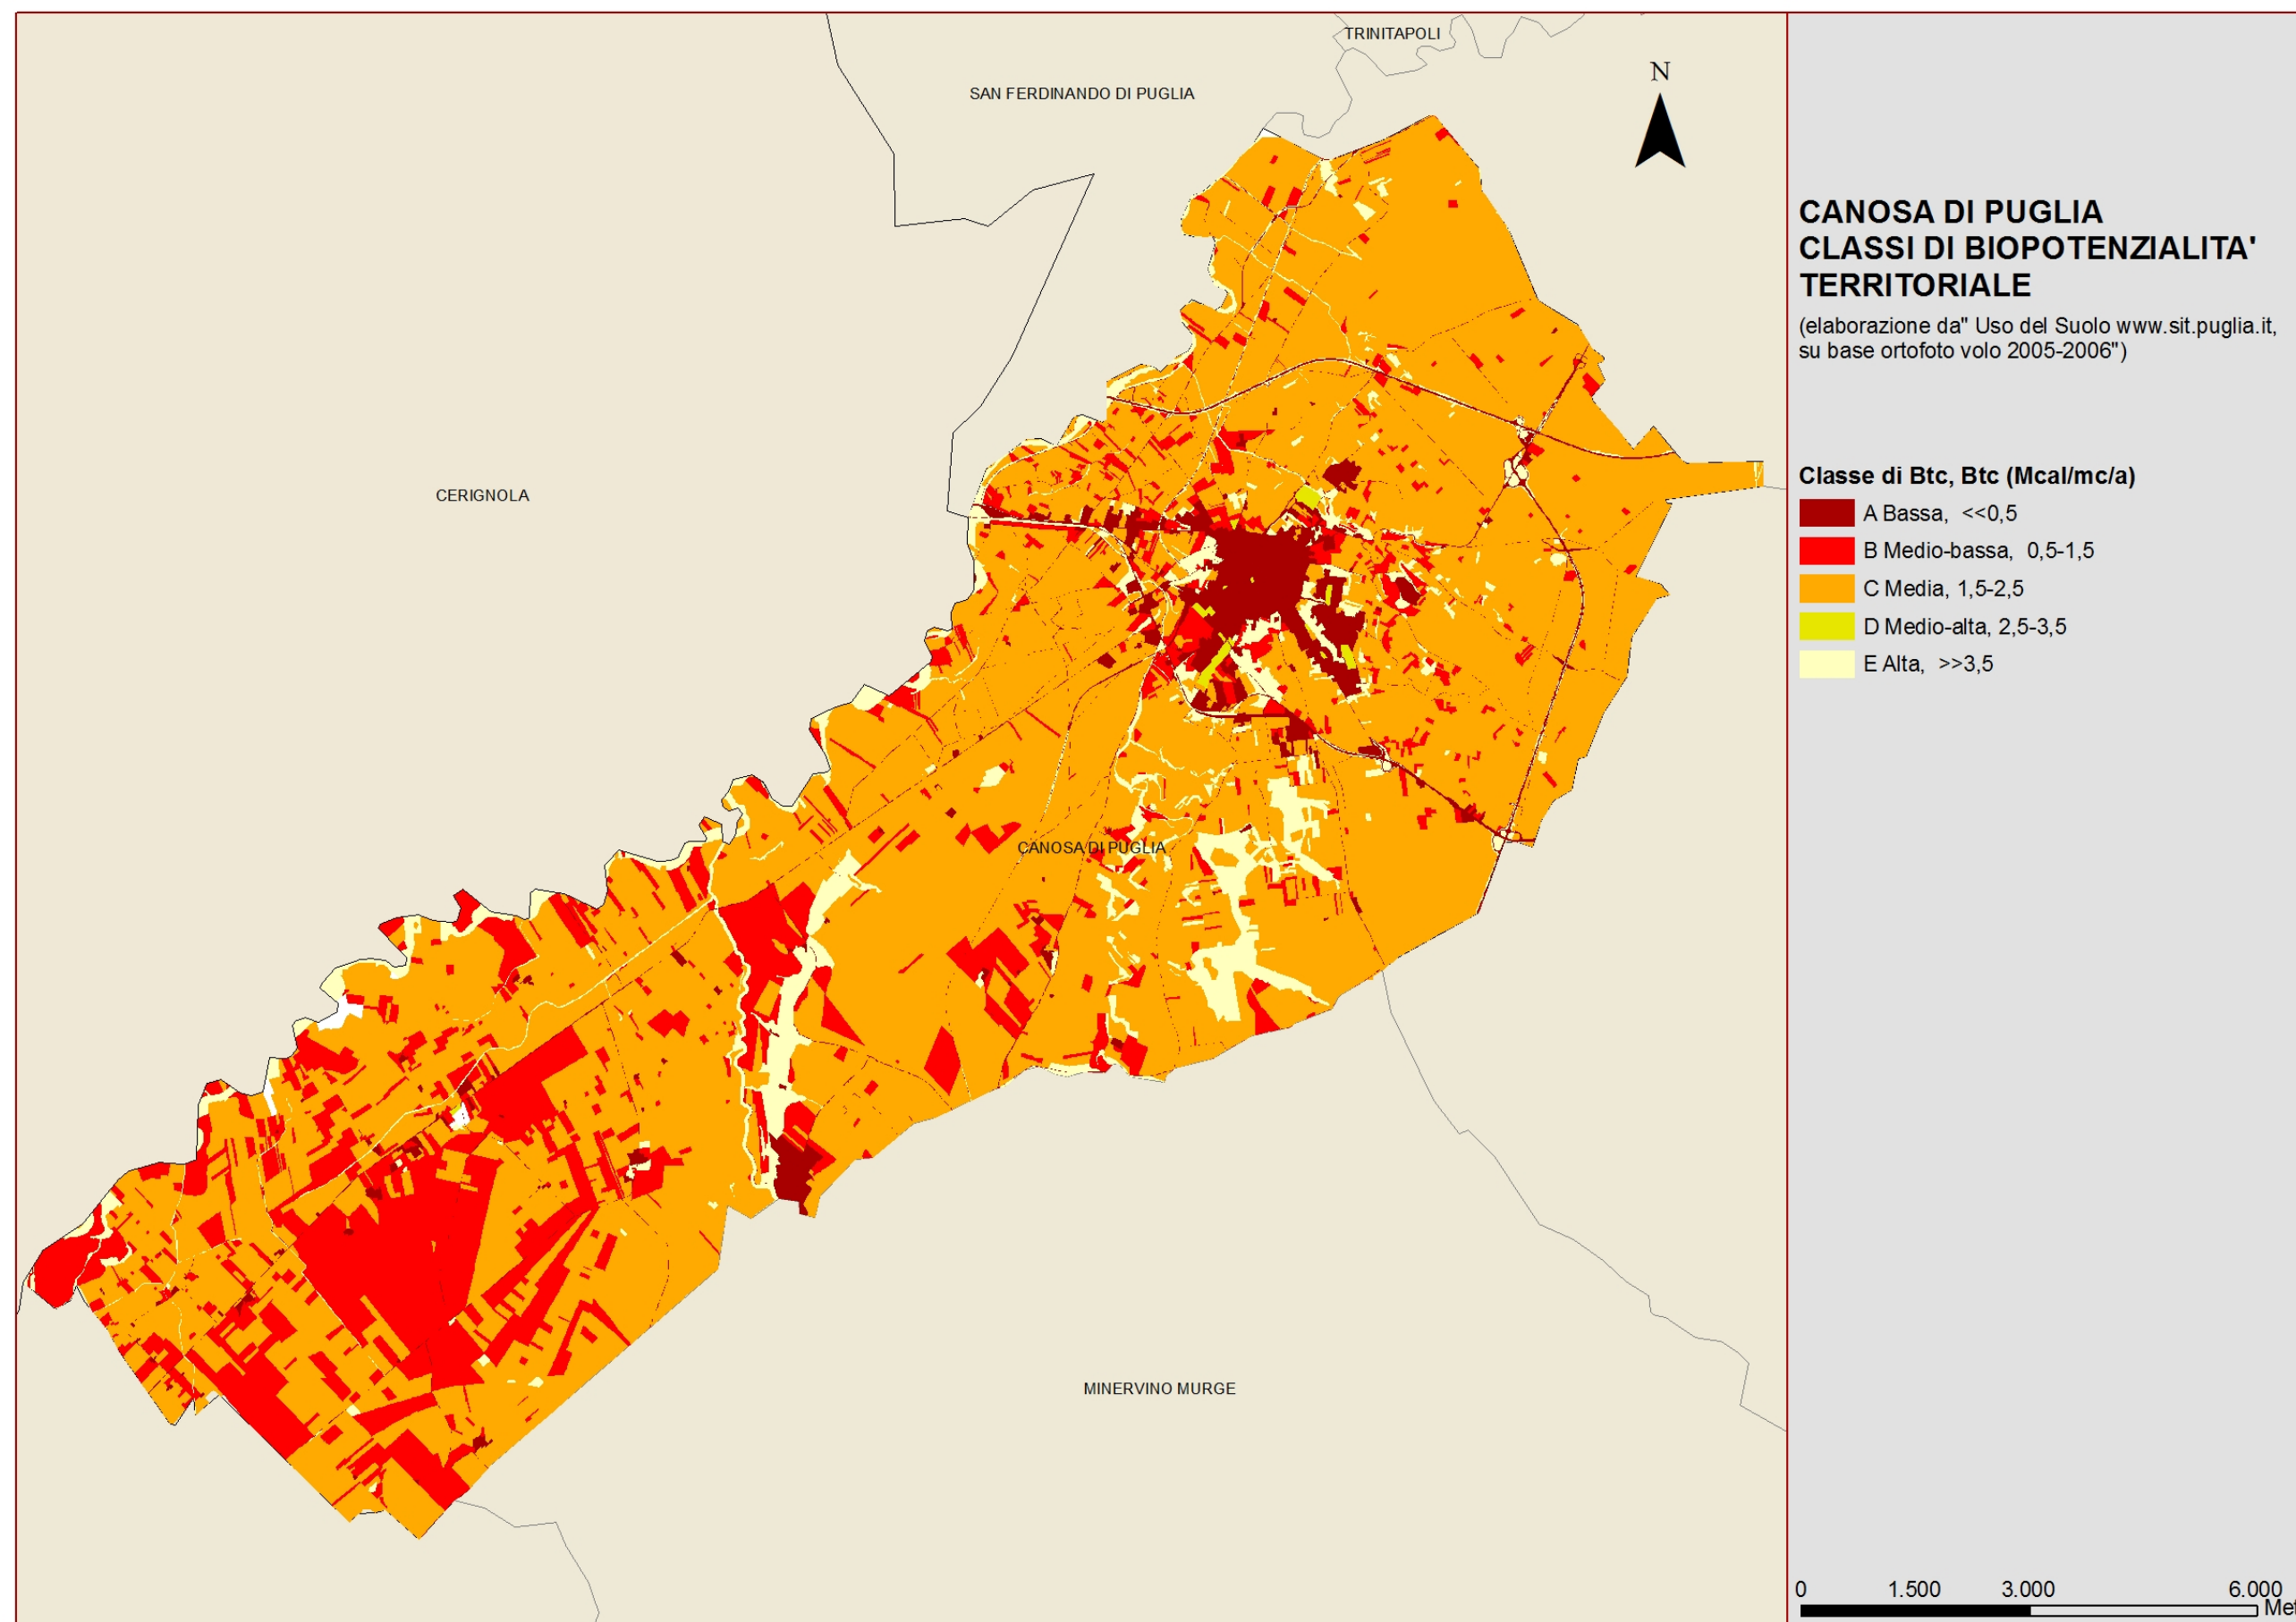 TRINITAPOLI
SAN FERDINANDO DI PUGLIA
N
CERIGNOLA
CANOSA DI PUGLIA
MINERVINO MURGE
CANOSA DI PUGLIA
CLASSI DI BIOPOTENZIALITA'
TERRITORIALE
(elaborazione da" Uso del Suolo www.sit.puglia.it,
su base ortofoto volo 2005-2006")
Classe di Btc, Btc (Mcal/mc/a)
A Bassa, <<0,5
B Medio-bassa, 0,5-1,5
C Media, 1,5-2,5
D Medio-alta, 2,5-3,5
E Alta, >>3,5
0 1.500 3.000 6.000
Met